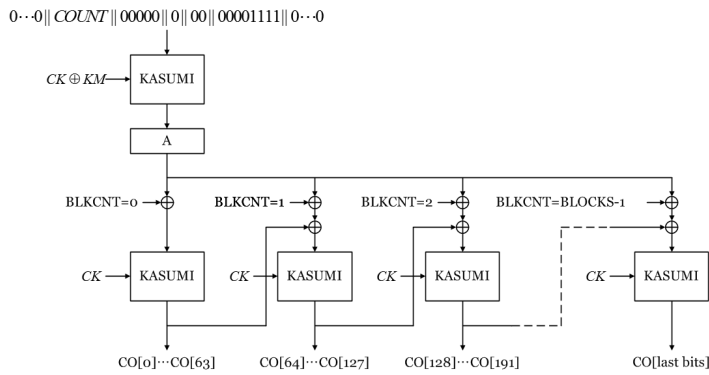 0⋯0|| COUNT || 00000|| 0|| 00|| 00001111|| 0⋯0
CK ⊕ KM
KASUMI
A
BLKCNT=0
BLKCNT=1
BLKCNT=2
BLKCNT=BLOCKS-1
CK
KASUMI
CK
KASUMI
CK
KASUMI
CK
KASUMI
CO[0]⋯CO[63]
CO[64]⋯CO[127]
CO[128]⋯CO[191]
CO[last bits]